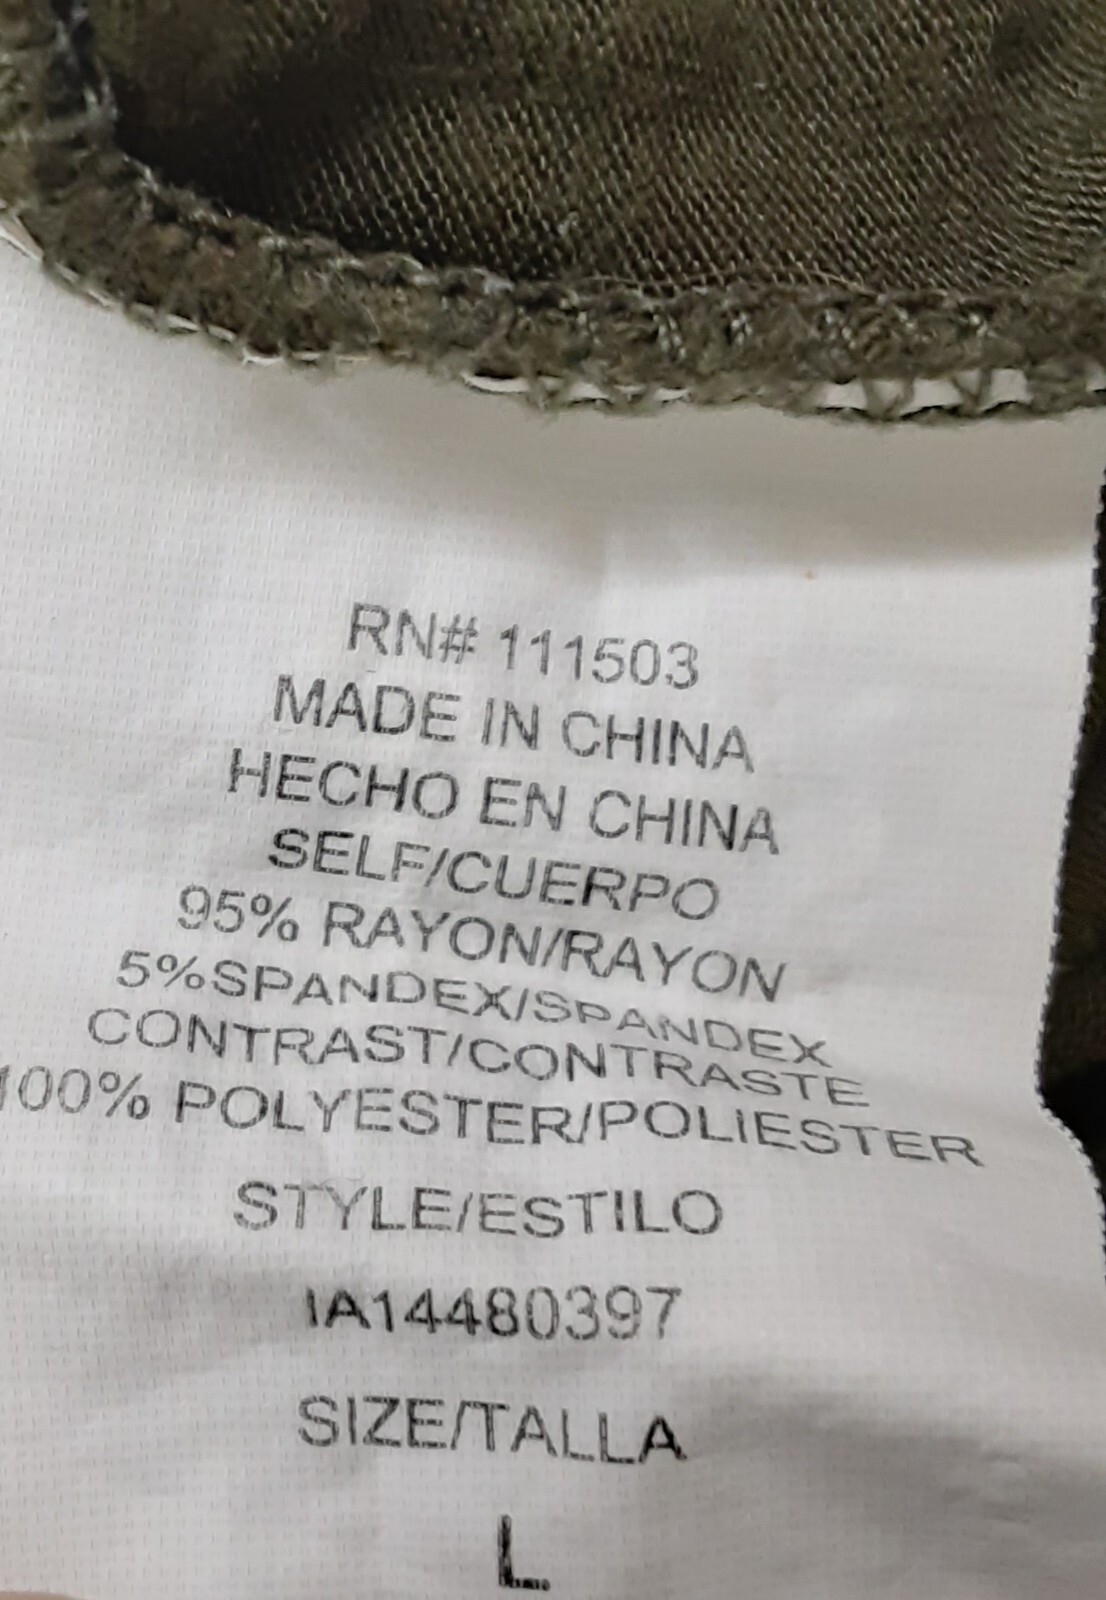 RN# 111503
MADE IN CHINA
HECHO EN CHINA
SELF/CUERPO
95% RAYON/RAYON
5%SPANDEX/SPANDEX
CONTRAST/CONTRASTE
100% POLYESTER/POLIESTER
STYLE/ESTILO
IA14480397
SIZE/TALLA
L